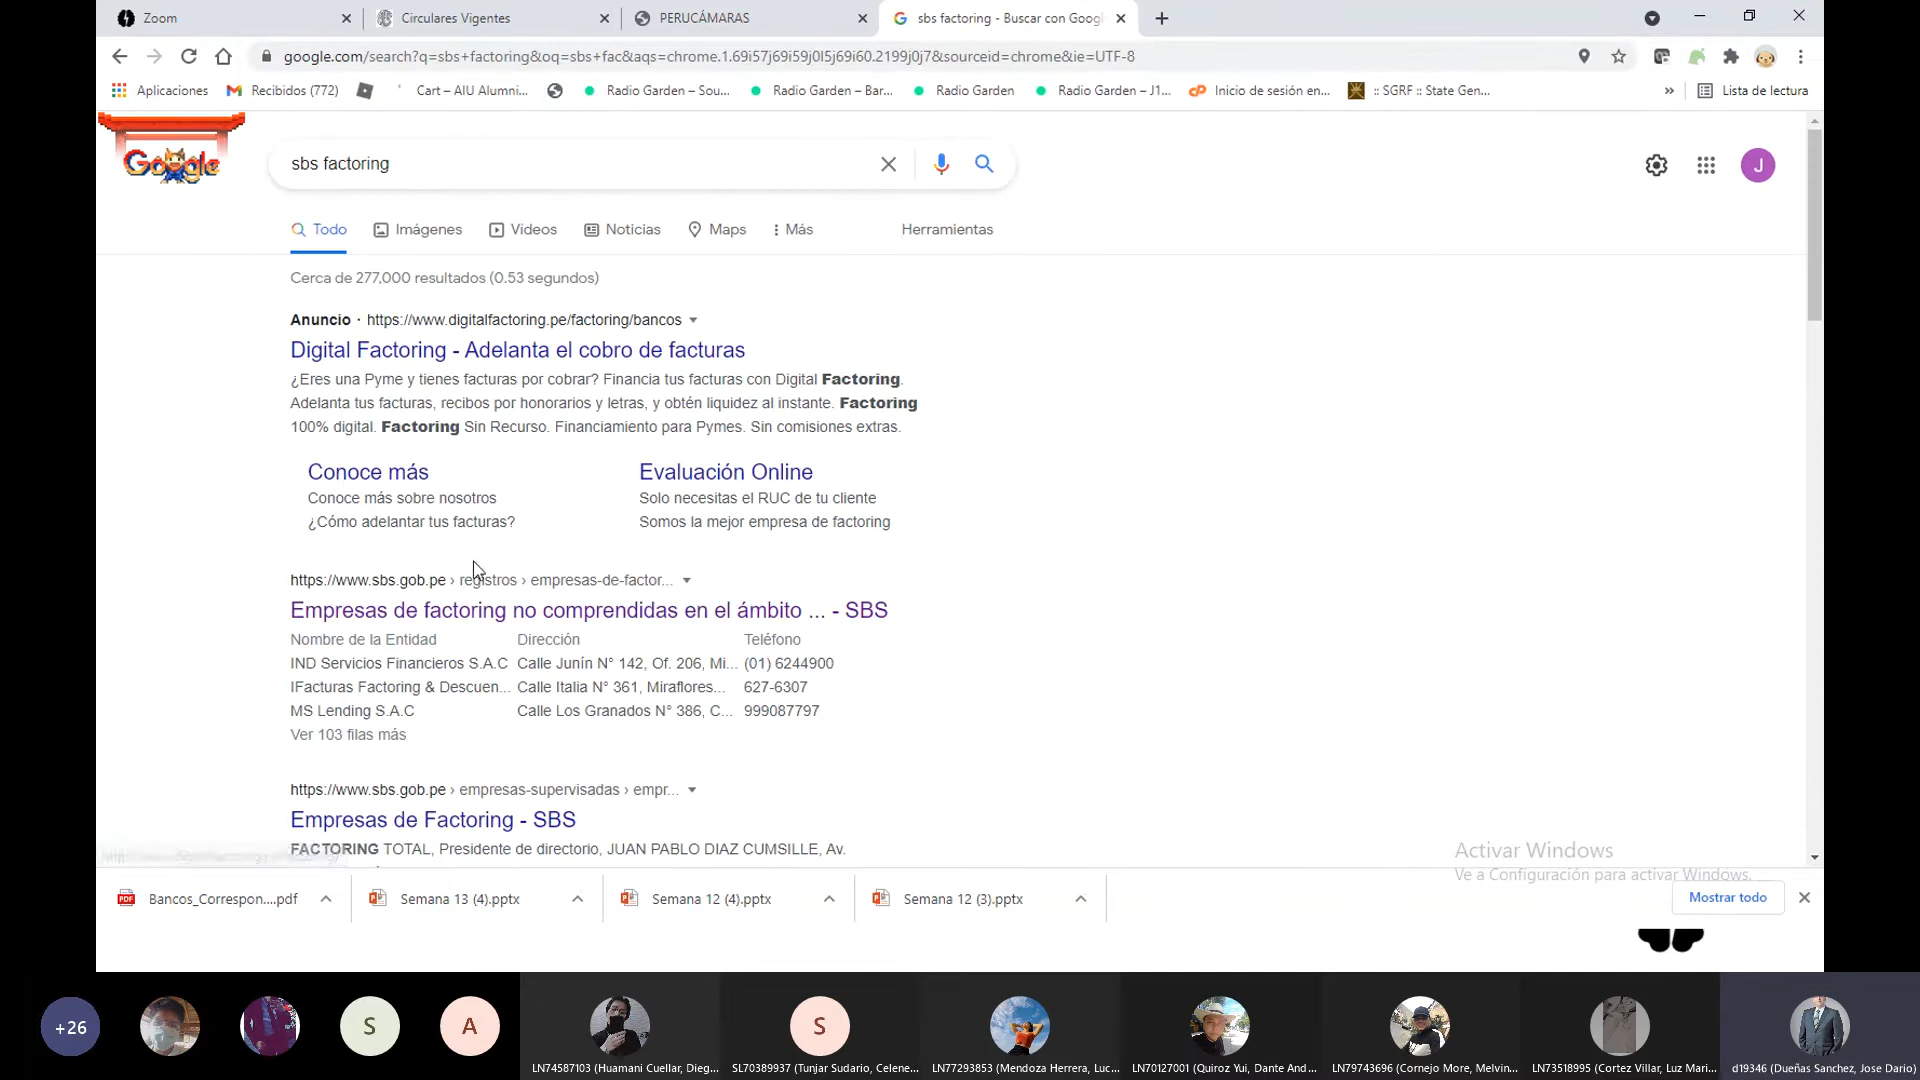 Zoom
Circulares Vigentes
PERUCÁMARAS
sbs factoring - Buscar con Googl
google.com/search?q=sbs+factoring&oq=sbs+fac&aqs=chrome.1.69i57j69i59j0l5j69i60.2199j0j7&sourceid=chrome&ie=UTF-8
Aplicaciones
Recibidos (772)
Cart – AIU Alumni...
Radio Garden – Sou...
Radio Garden – Bar...
Radio Garden
Radio Garden – J1...
Inicio de sesión en...
:: SGRF :: State Gen...
»
Lista de lectura
Google
sbs factoring
J
Todo
Imágenes
Videos
Noticias
Maps
Más
Herramientas
Cerca de 277,000 resultados (0.53 segundos)
Anuncio · https://www.digitalfactoring.pe/factoring/bancos
Digital Factoring - Adelanta el cobro de facturas
¿Eres una Pyme y tienes facturas por cobrar? Financia tus facturas con Digital Factoring.
Adelanta tus facturas, recibos por honorarios y letras, y obtén liquidez al instante. Factoring
100% digital. Factoring Sin Recurso. Financiamiento para Pymes. Sin comisiones extras.
Conoce más
Conoce más sobre nosotros
¿Cómo adelantar tus facturas?
Evaluación Online
Solo necesitas el RUC de tu cliente
Somos la mejor empresa de factoring
https://www.sbs.gob.pe › registros › empresas-de-factor...
Empresas de factoring no comprendidas en el ámbito ... - SBS
Nombre de la Entidad Dirección Teléfono
IND Servicios Financieros S.A.C Calle Junín N° 142, Of. 206, Mi... (01) 6244900
IFacturas Factoring & Descuen... Calle Italia N° 361, Miraflores... 627-6307
MS Lending S.A.C Calle Los Granados N° 386, C... 999087797
Ver 103 filas más
https://www.sbs.gob.pe › empresas-supervisadas › empr...
Empresas de Factoring - SBS
FACTORING TOTAL, Presidente de directorio, JUAN PABLO DIAZ CUMSILLE, Av.
Activar Windows
Ve a Configuración para activar Windows.
Bancos_Correspon....pdf
Semana 13 (4).pptx
Semana 12 (4).pptx
Semana 12 (3).pptx
Mostrar todo
+26
S
A
S
LN74587103 (Huamani Cuellar, Dieg...
SL70389937 (Tunjar Sudario, Celene...
LN77293853 (Mendoza Herrera, Luc...
LN70127001 (Quiroz Yui, Dante And...
LN79743696 (Cornejo More, Melvin...
LN73518995 (Cortez Villar, Luz Mari...
d19346 (Dueñas Sanchez, Jose Dario)